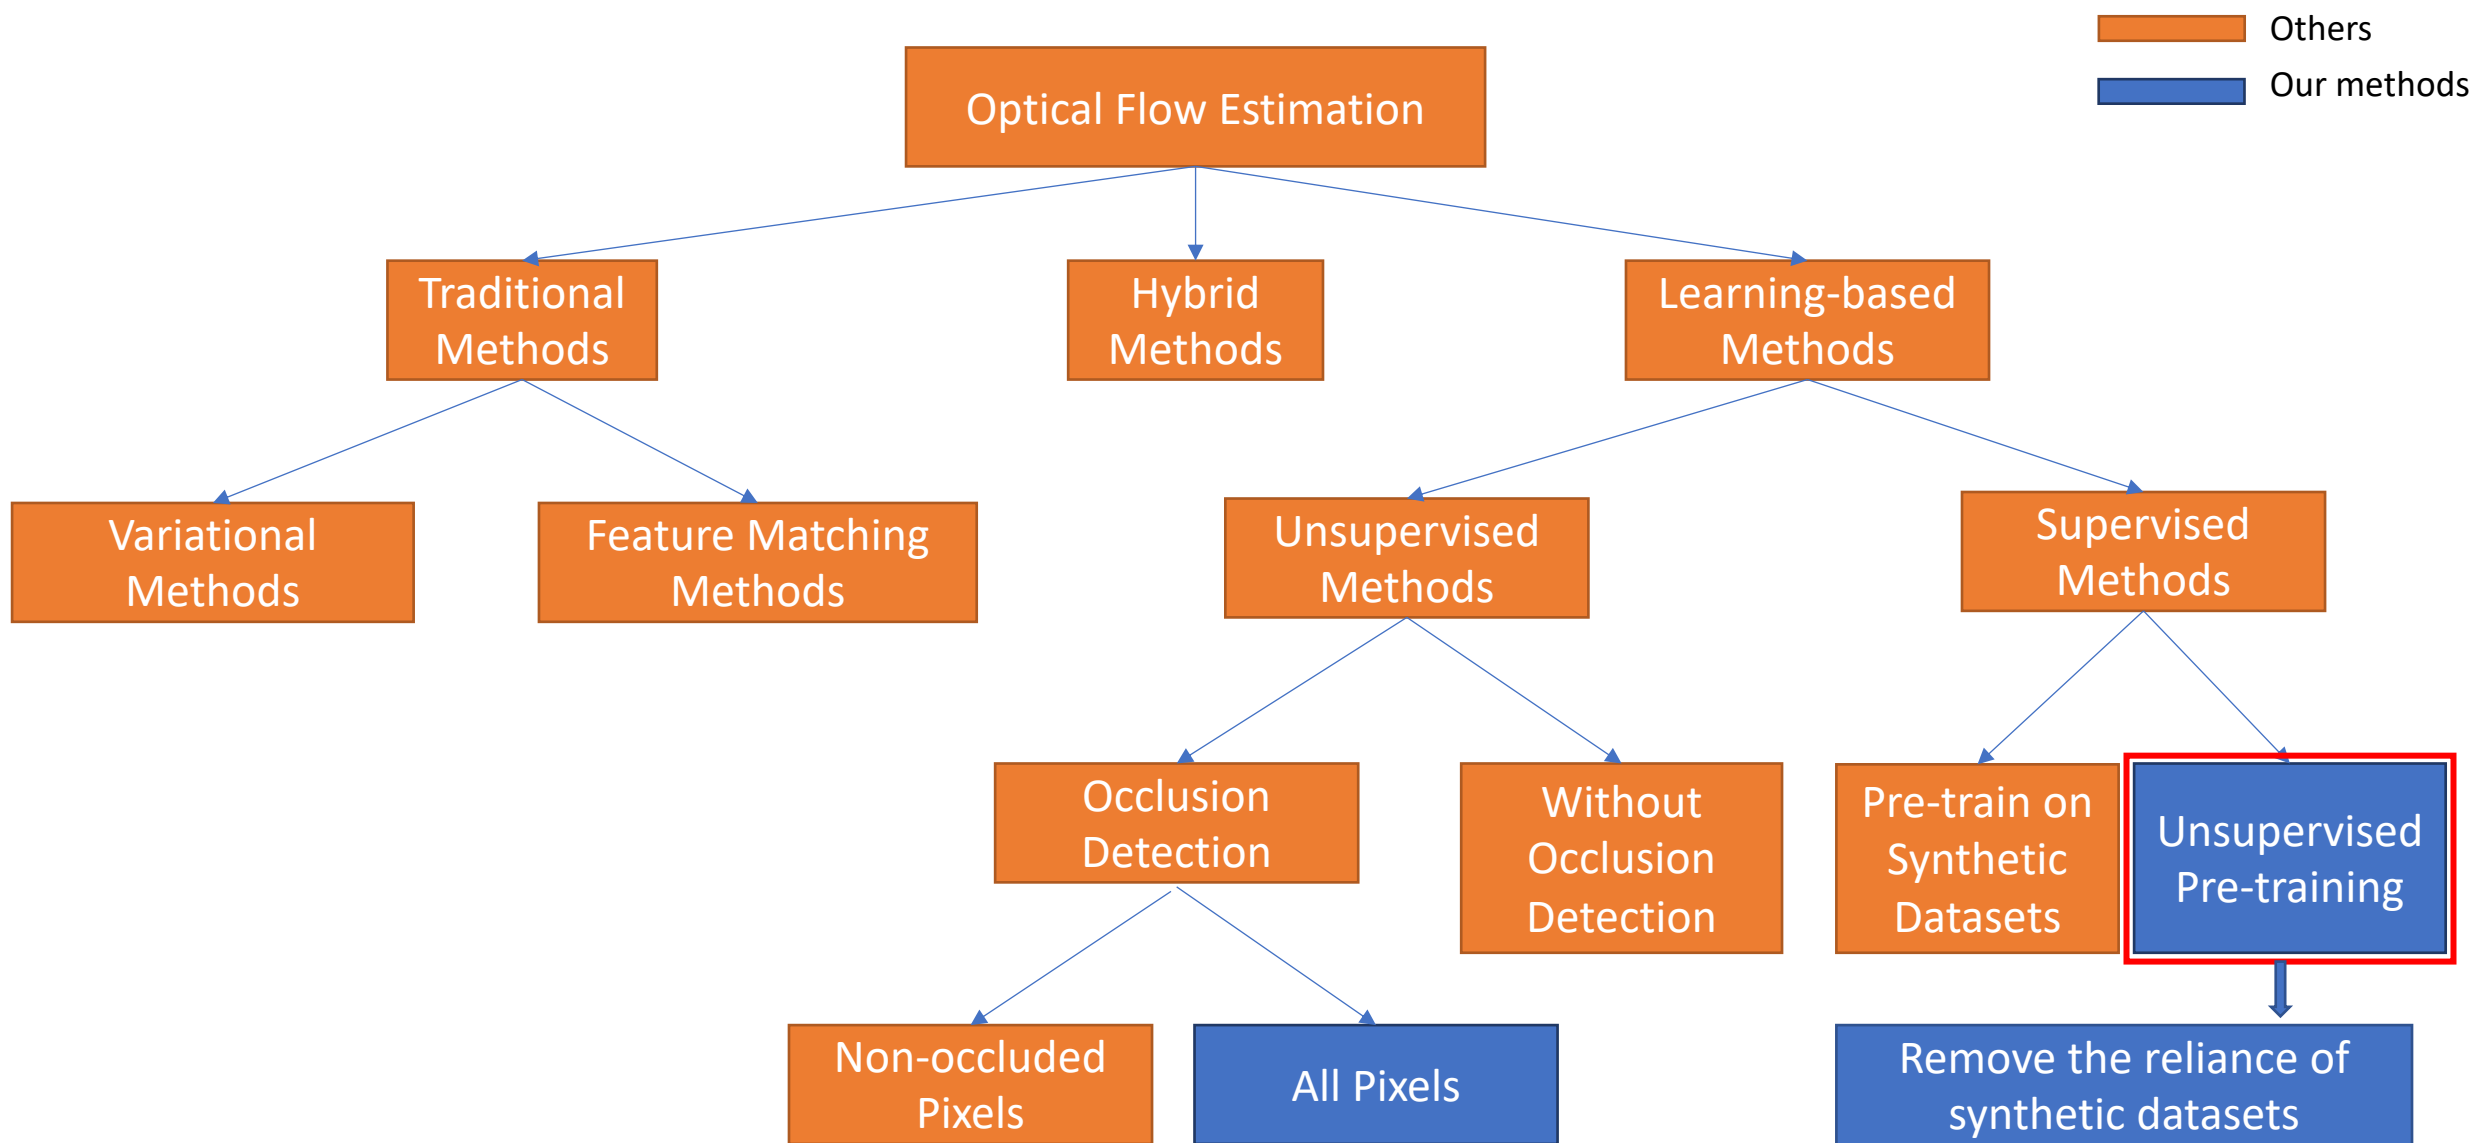 Others
Our methods
Optical Flow Estimation
Traditional
Methods
Hybrid
Methods
Learning-based
Methods
Variational
Methods
Feature Matching
Methods
Unsupervised
Methods
Supervised
Methods
Occlusion
Detection
Without
Occlusion
Detection
Pre-train on
Synthetic
Datasets
Unsupervised
Pre-training
Non-occluded
Pixels
All Pixels
Remove the reliance of
synthetic datasets